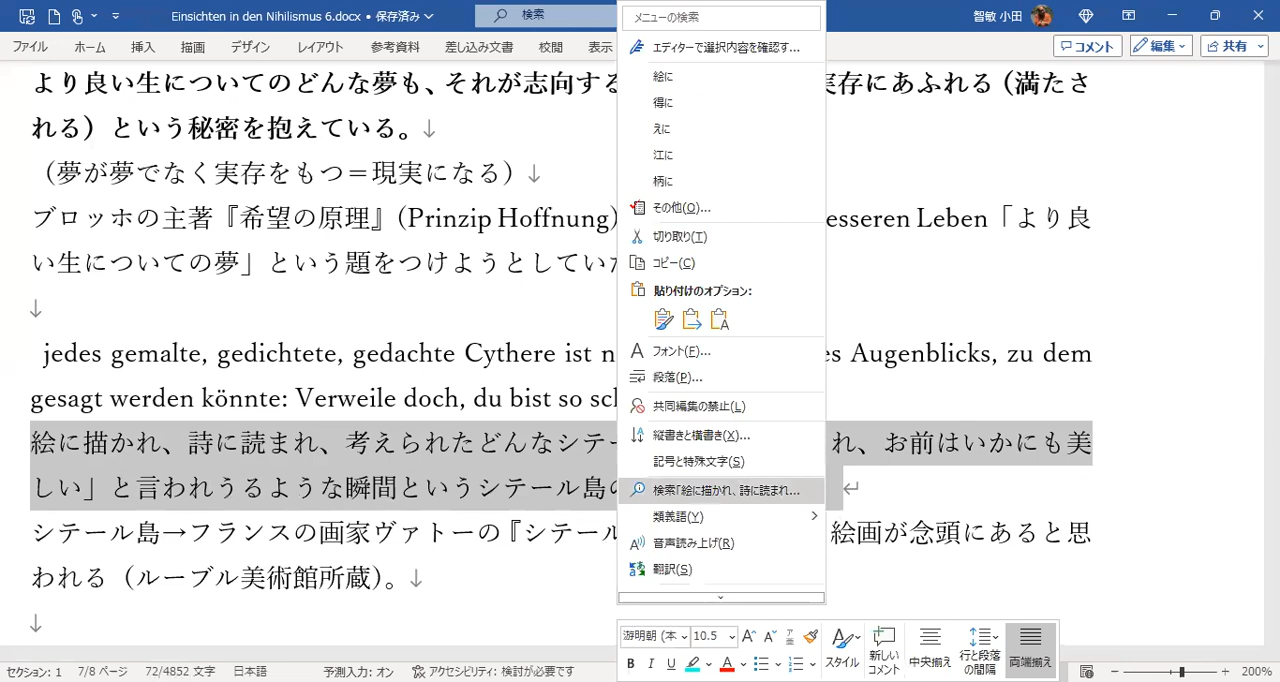 Einsichten in den Nihilismus 6.docx • 保存済み
検索
智敏 小田
ファイル ホーム 挿入 描画 デザイン レイアウト 参考資料 差し込み文書 校閲 表示
コメント 編集 共有
より良い生についてのどんな夢も、それが志向する
実存にあふれる（満たさ
れる）という秘密を抱えている。↓
（夢が夢でなく実存をもつ＝現実になる）↓
ブロッホの主著『希望の原理』(Prinzip Hoffnung)
esseren Leben「より良
い生についての夢」という題をつけようとしてい
↓
jedes gemalte, gedichtete, gedachte Cythere ist
es Augenblicks, zu dem
gesagt werden könnte: Verweile doch, du bist so
絵に描かれ、詩に読まれ、考えられたどんなシテー
れ、お前はいかにも美
しい」と言われうるような瞬間というシテール島の
↵
シテール島→フランスの画家ヴァトーの『シテール
絵画が念頭にあると思
われる（ルーブル美術館所蔵）。↓
↓
メニューの検索
エディターで選択内容を確認す...
絵に
得に
えに
江に
柄に
その他(O)...
切り取り(T)
コピー(C)
貼り付けのオプション:
フォント(F)...
段落(P)...
共同編集の禁止(L)
縦書きと横書き(X)...
記号と特殊文字(S)
検索「絵に描かれ、詩に読まれ...
類義語(Y)
音声読み上げ(R)
翻訳(S)
游明朝 (本 10.5 A A ア亜
B I U A
スタイル
新しい
コメント
中央揃え
行と段落
の間隔
両端揃え
セクション: 1 7/8 ページ 72/4852 文字 日本語 予測入力: オン アクセシビリティ: 検討が必要です
200%